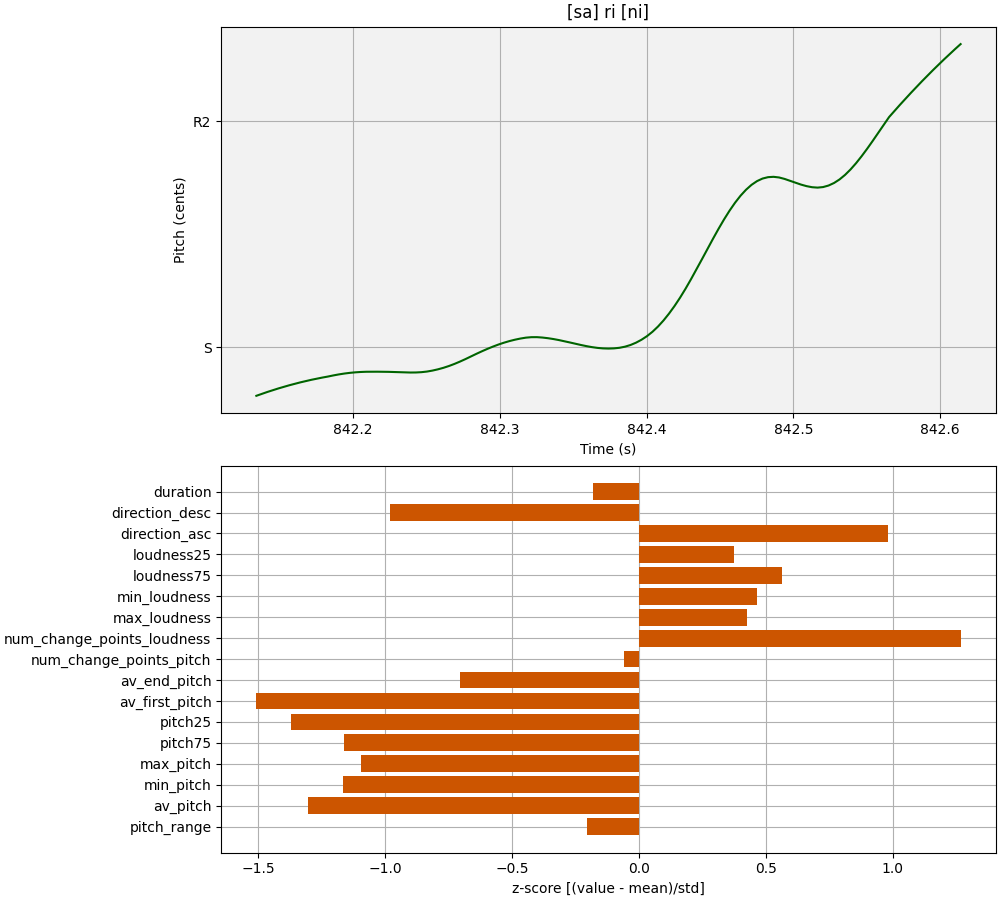 [sa] ri [ni]
R2
S
Pitch (cents)
842.2 842.3 842.4 842.5 842.6
Time (s)
duration
direction_desc
direction_asc
loudness25
loudness75
min_loudness
max_loudness
num_change_points_loudness
num_change_points_pitch
av_end_pitch
av_first_pitch
pitch25
pitch75
max_pitch
min_pitch
av_pitch
pitch_range
−1.5 −1.0 −0.5 0.0 0.5 1.0
z-score [(value - mean)/std]